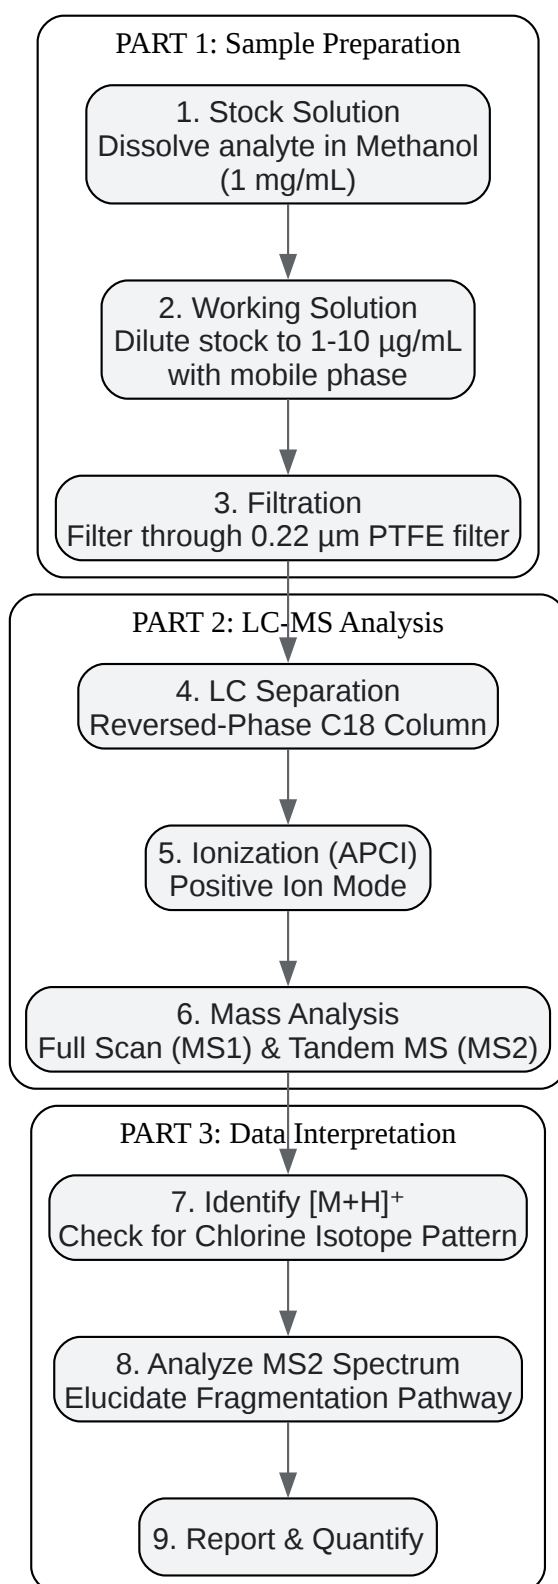 PART 1: Sample Preparation
1. Stock Solution
Dissolve analyte in Methanol
(1 mg/mL)
2. Working Solution
Dilute stock to 1-10 µg/mL
with mobile phase
3. Filtration
Filter through 0.22 µm PTFE filter
PART 2: LC-MS Analysis
4. LC Separation
Reversed-Phase C18 Column
5. Ionization (APCI)
Positive Ion Mode
6. Mass Analysis
Full Scan (MS1) & Tandem MS (MS2)
PART 3: Data Interpretation
7. Identify [M+H]⁺
Check for Chlorine Isotope Pattern
8. Analyze MS2 Spectrum
Elucidate Fragmentation Pathway
9. Report & Quantify